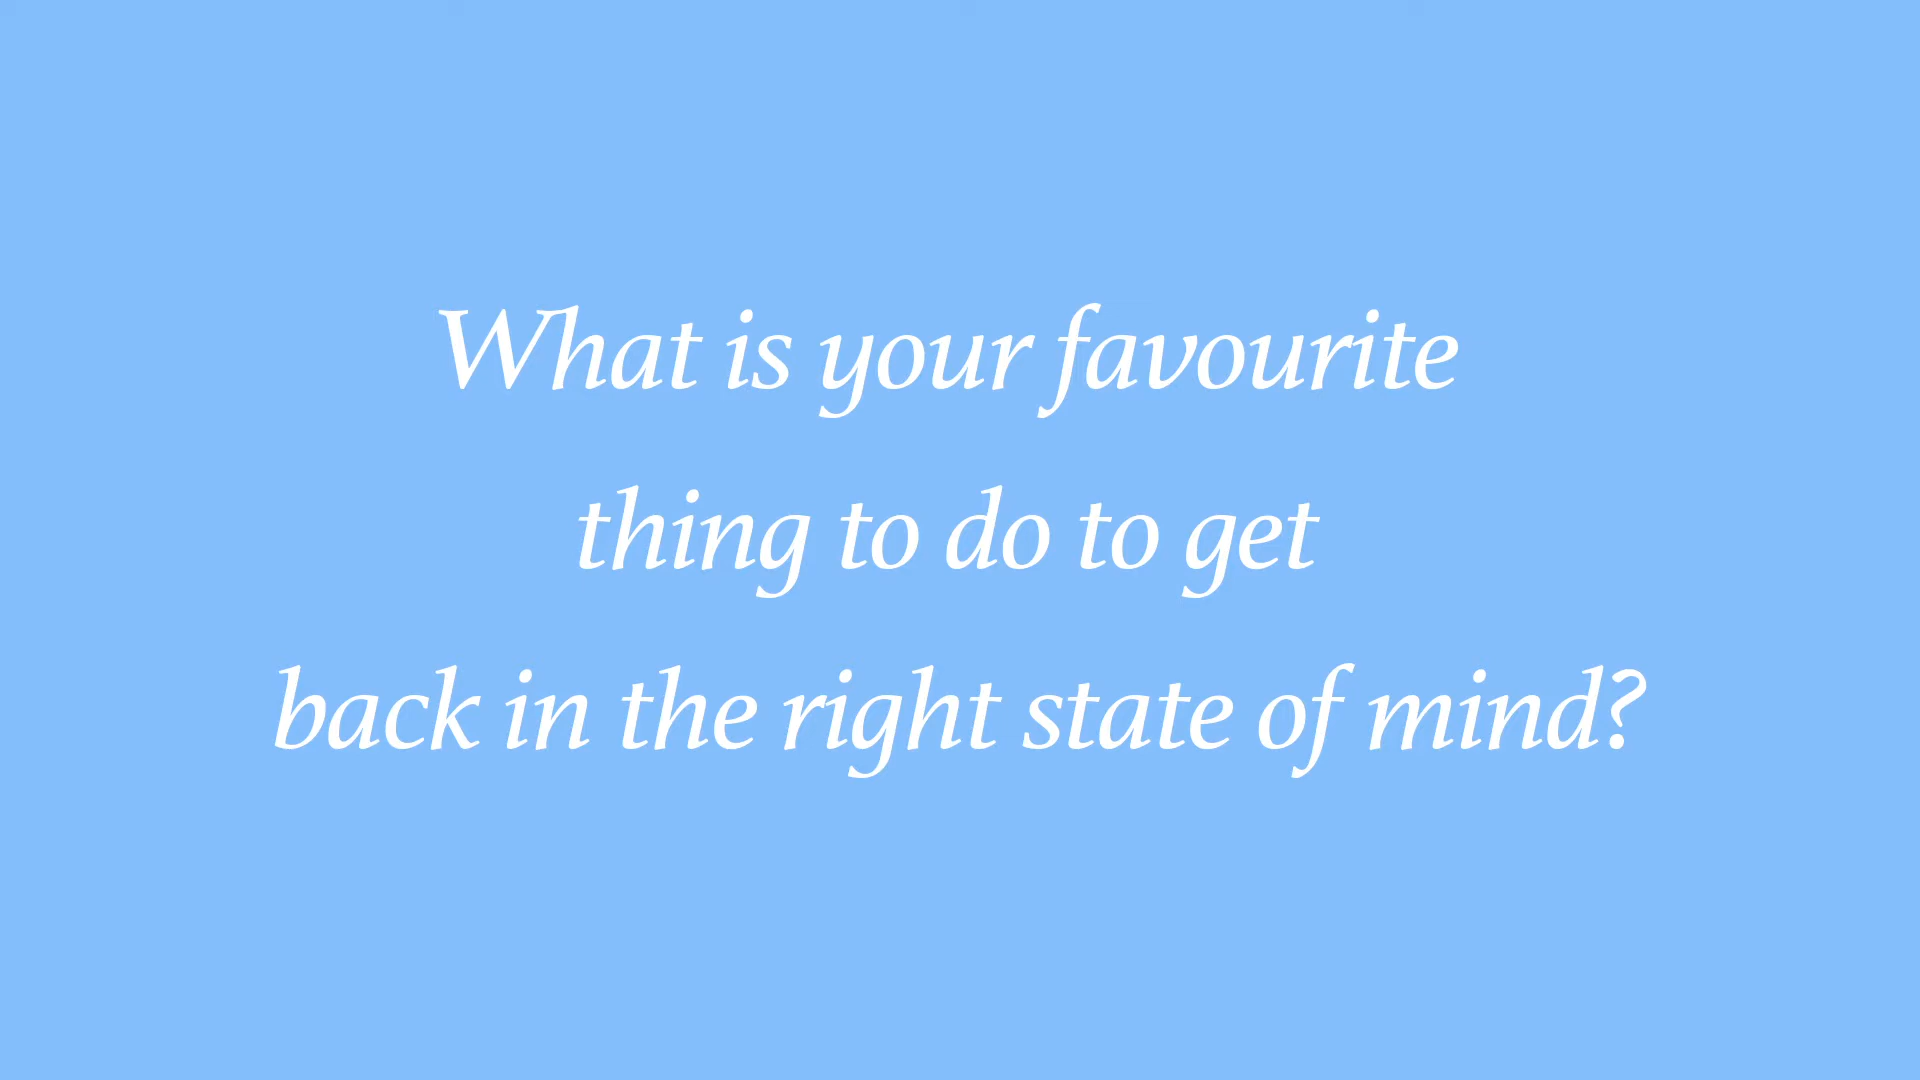 What is your favourite
thing to do to get
back in the right state of mind?